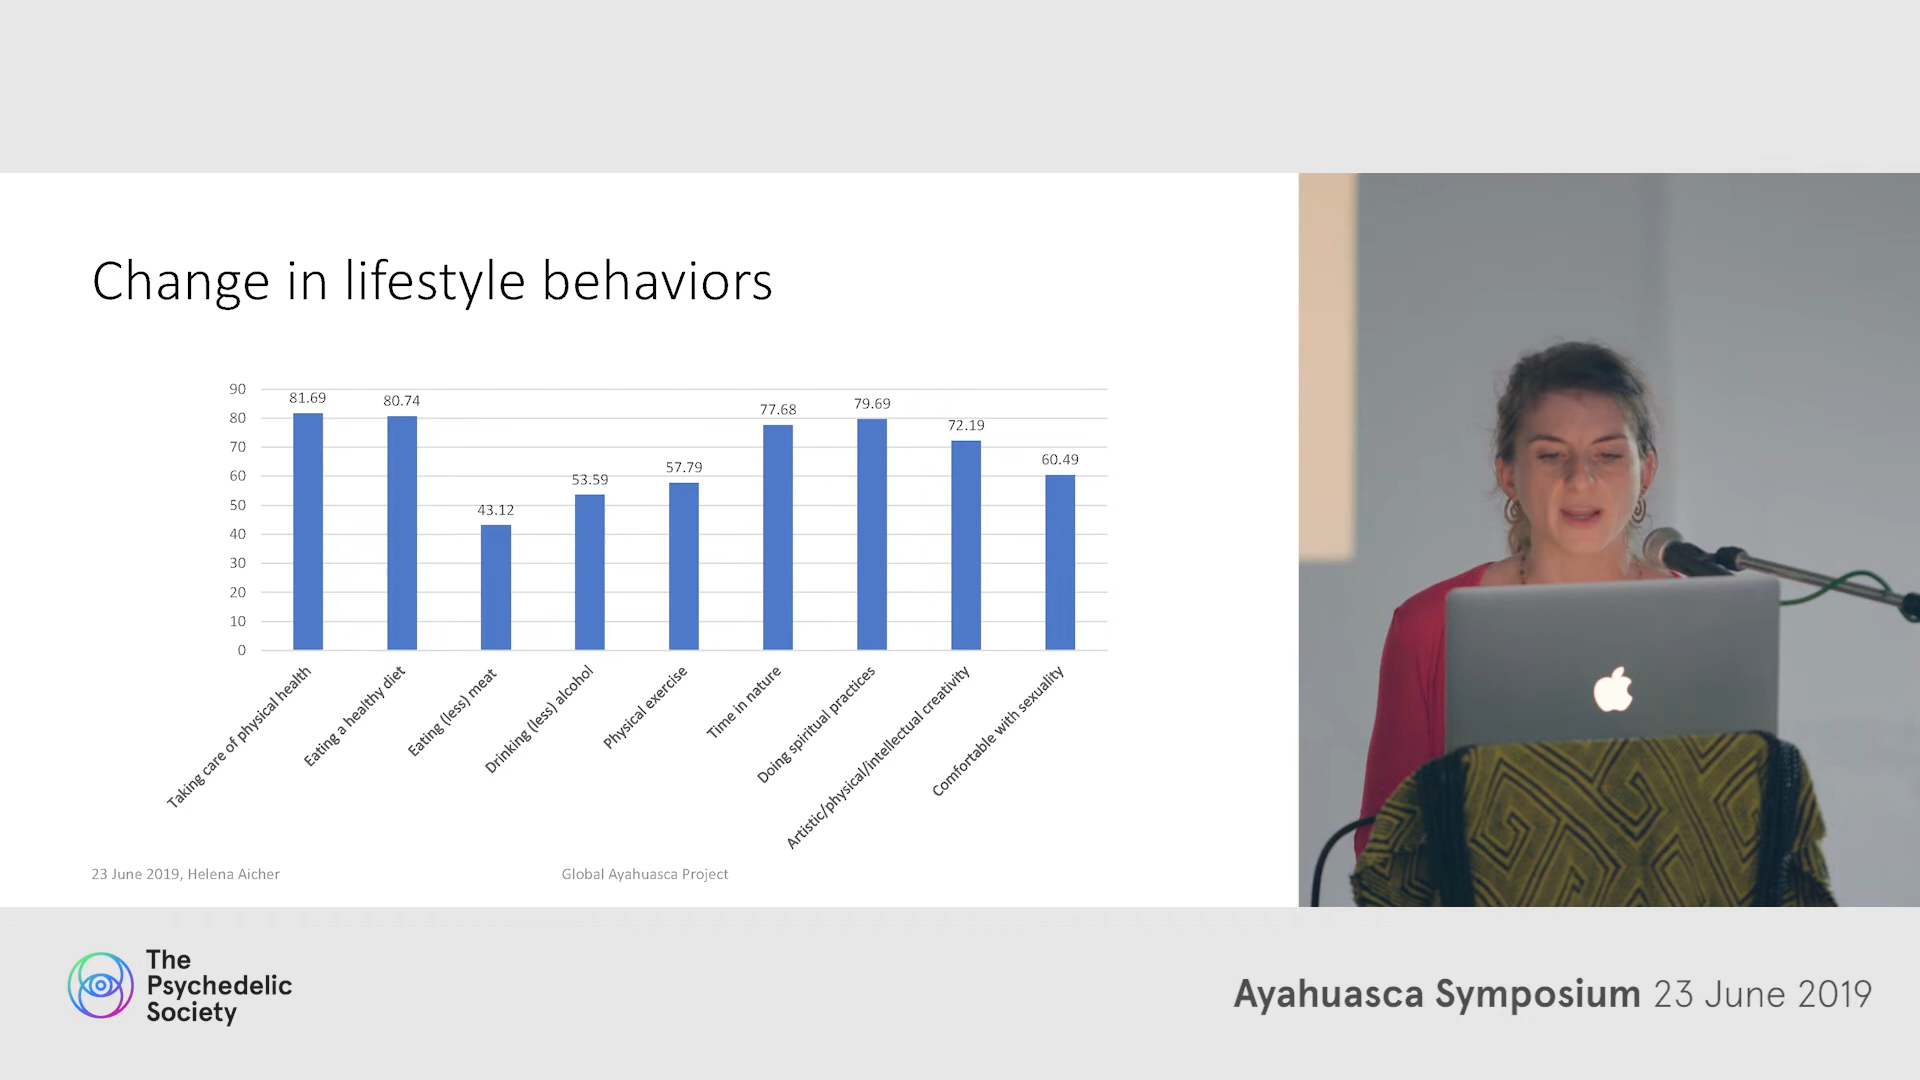 Change in lifestyle behaviors
90
80
70
60
50
40
30
20
10
0
81.69
80.74
43.12
53.59
57.79
77.68
79.69
72.19
60.49
Taking care of physical health
Eating a healthy diet
Eating (less) meat
Drinking (less) alcohol
Physical exercise
Time in nature
Doing spiritual practices
Artistic/physical/intellectual creativity
Comfortable with sexuality
23 June 2019, Helena Aicher
Global Ayahuasca Project
The
Psychedelic
Society
Ayahuasca Symposium 23 June 2019